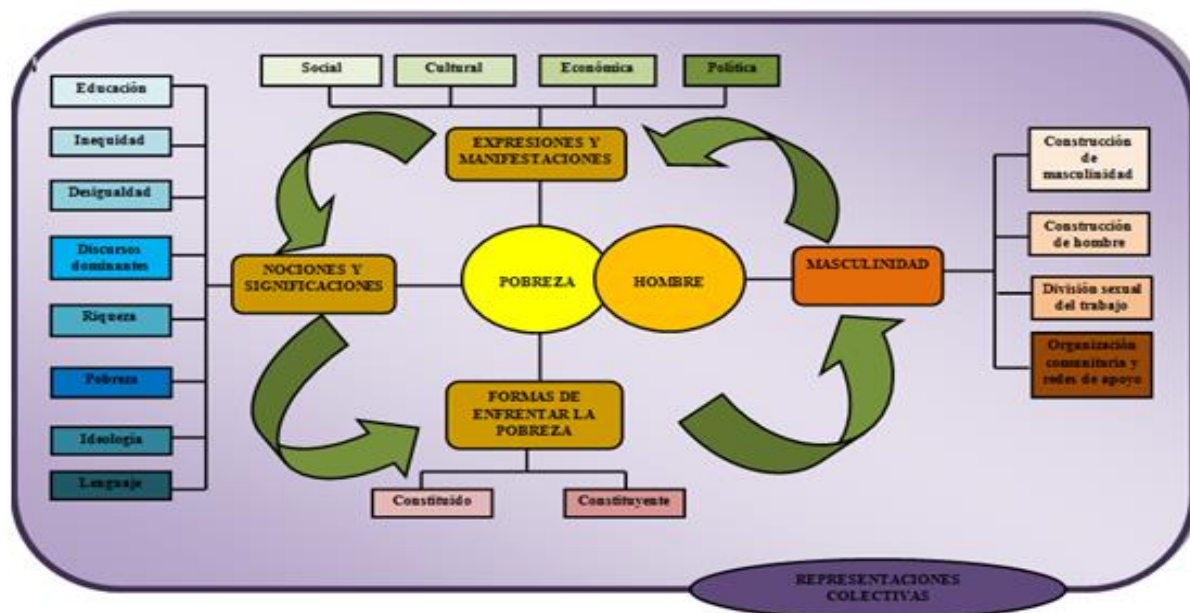 Social
Cultural
Económica
Política
Educación
Inequidad
Desigualdad
Discursos
dominantes
Riqueza
Pobreza
Ideología
Lenguaje
EXPRESIONES Y
MANIFESTACIONES
NOCIONES Y
SIGNIFICACIONES
POBREZA
HOMBRE
MASCULINIDAD
FORMAS DE
ENFRENTAR LA
POBREZA
Constituido
Constituyente
Construcción
de
masculinidad
Construcción
de hombre
División sexual
del trabajo
Organización
comunitaria y
redes de apoyo
REPRESENTACIONES
COLECTIVAS